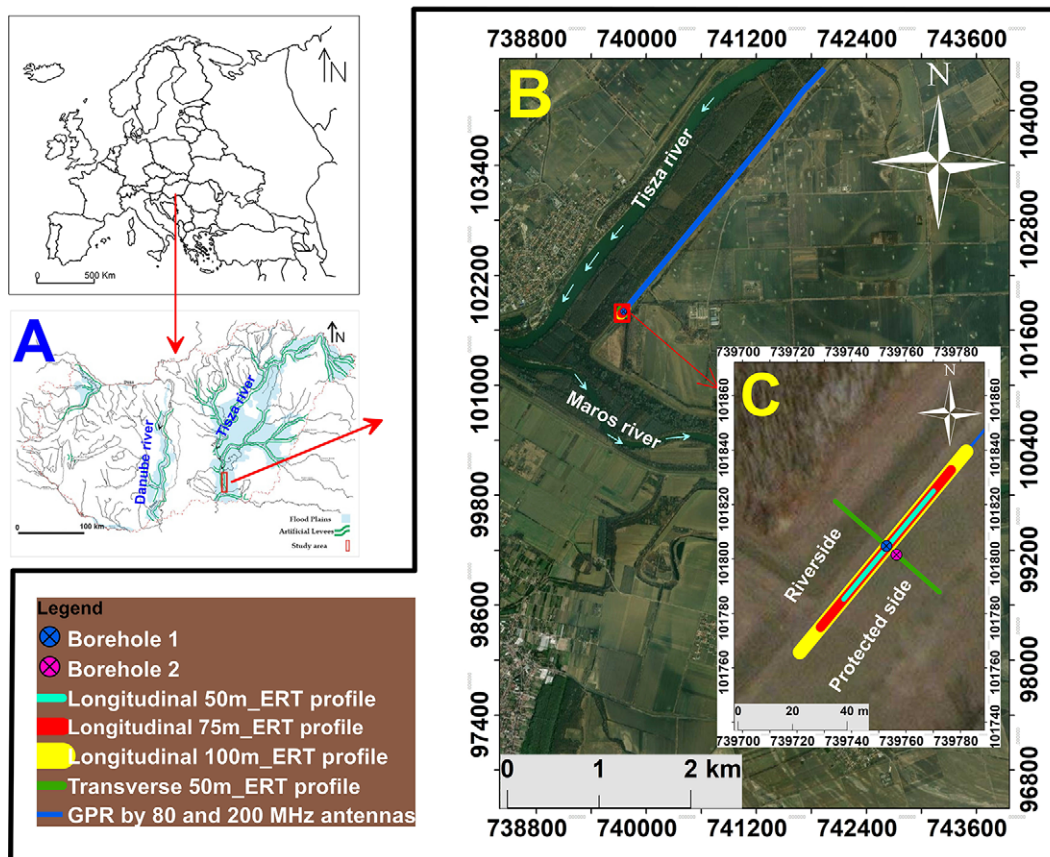 N
0
500 Km
A
N
Danube river
Tisza river
0
100 km
Flood Plains
Artificial Levees
Study area
738800 740000 741200 742400 743600
B
N
Tisza river
Maros river
103400
102200
101000
99800
98600
97400
104000
102800
101600
100400
99200
98000
96800
0 1 2 km
738800 740000 741200 742400 743600
739700 739720 739740 739760 739780
C
N
Riverside
Protected side
101860
101840
101820
101800
101780
101760
101740
0 20 40 m
739700 739720 739740 739760 739780
Legend
Borehole 1
Borehole 2
Longitudinal 50m_ERT profile
Longitudinal 75m_ERT profile
Longitudinal 100m_ERT profile
Transverse 50m_ERT profile
GPR by 80 and 200 MHz antennas